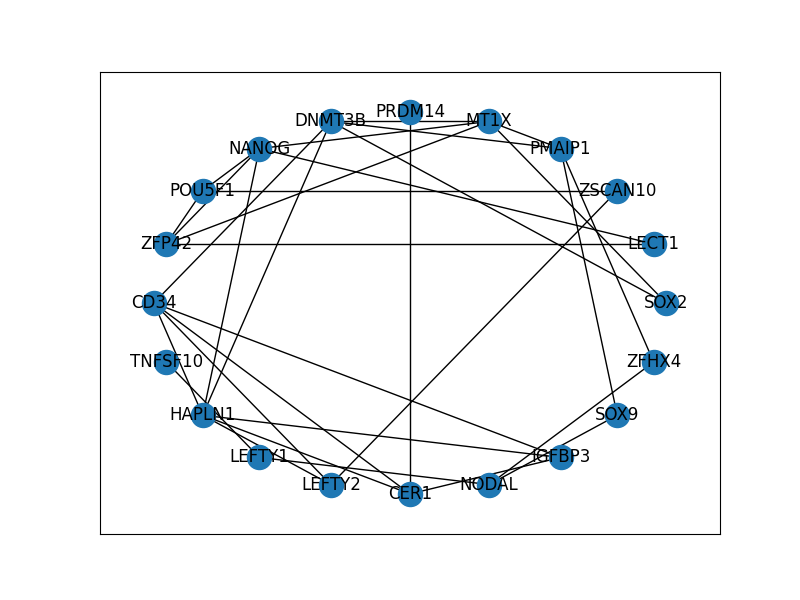 PRDM14
DNMT3B
MT1X
NANOG
PMAIP1
POU5F1
ZSCAN10
ZFP42
LECT1
CD34
SOX2
TNFSF10
ZFHX4
HAPLN1
SOX9
LEFTY1
IGFBP3
LEFTY2
NODAL
CER1